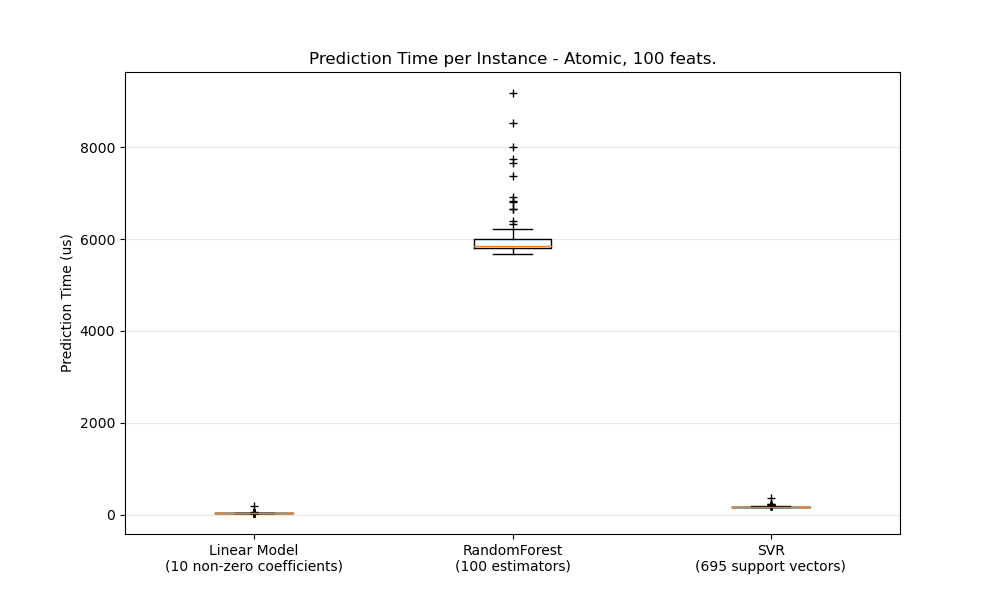 Prediction Time per Instance - Atomic, 100 feats.
Prediction Time (us)
8000
6000
4000
2000
0
Linear Model
(10 non-zero coefficients)
RandomForest
(100 estimators)
SVR
(695 support vectors)